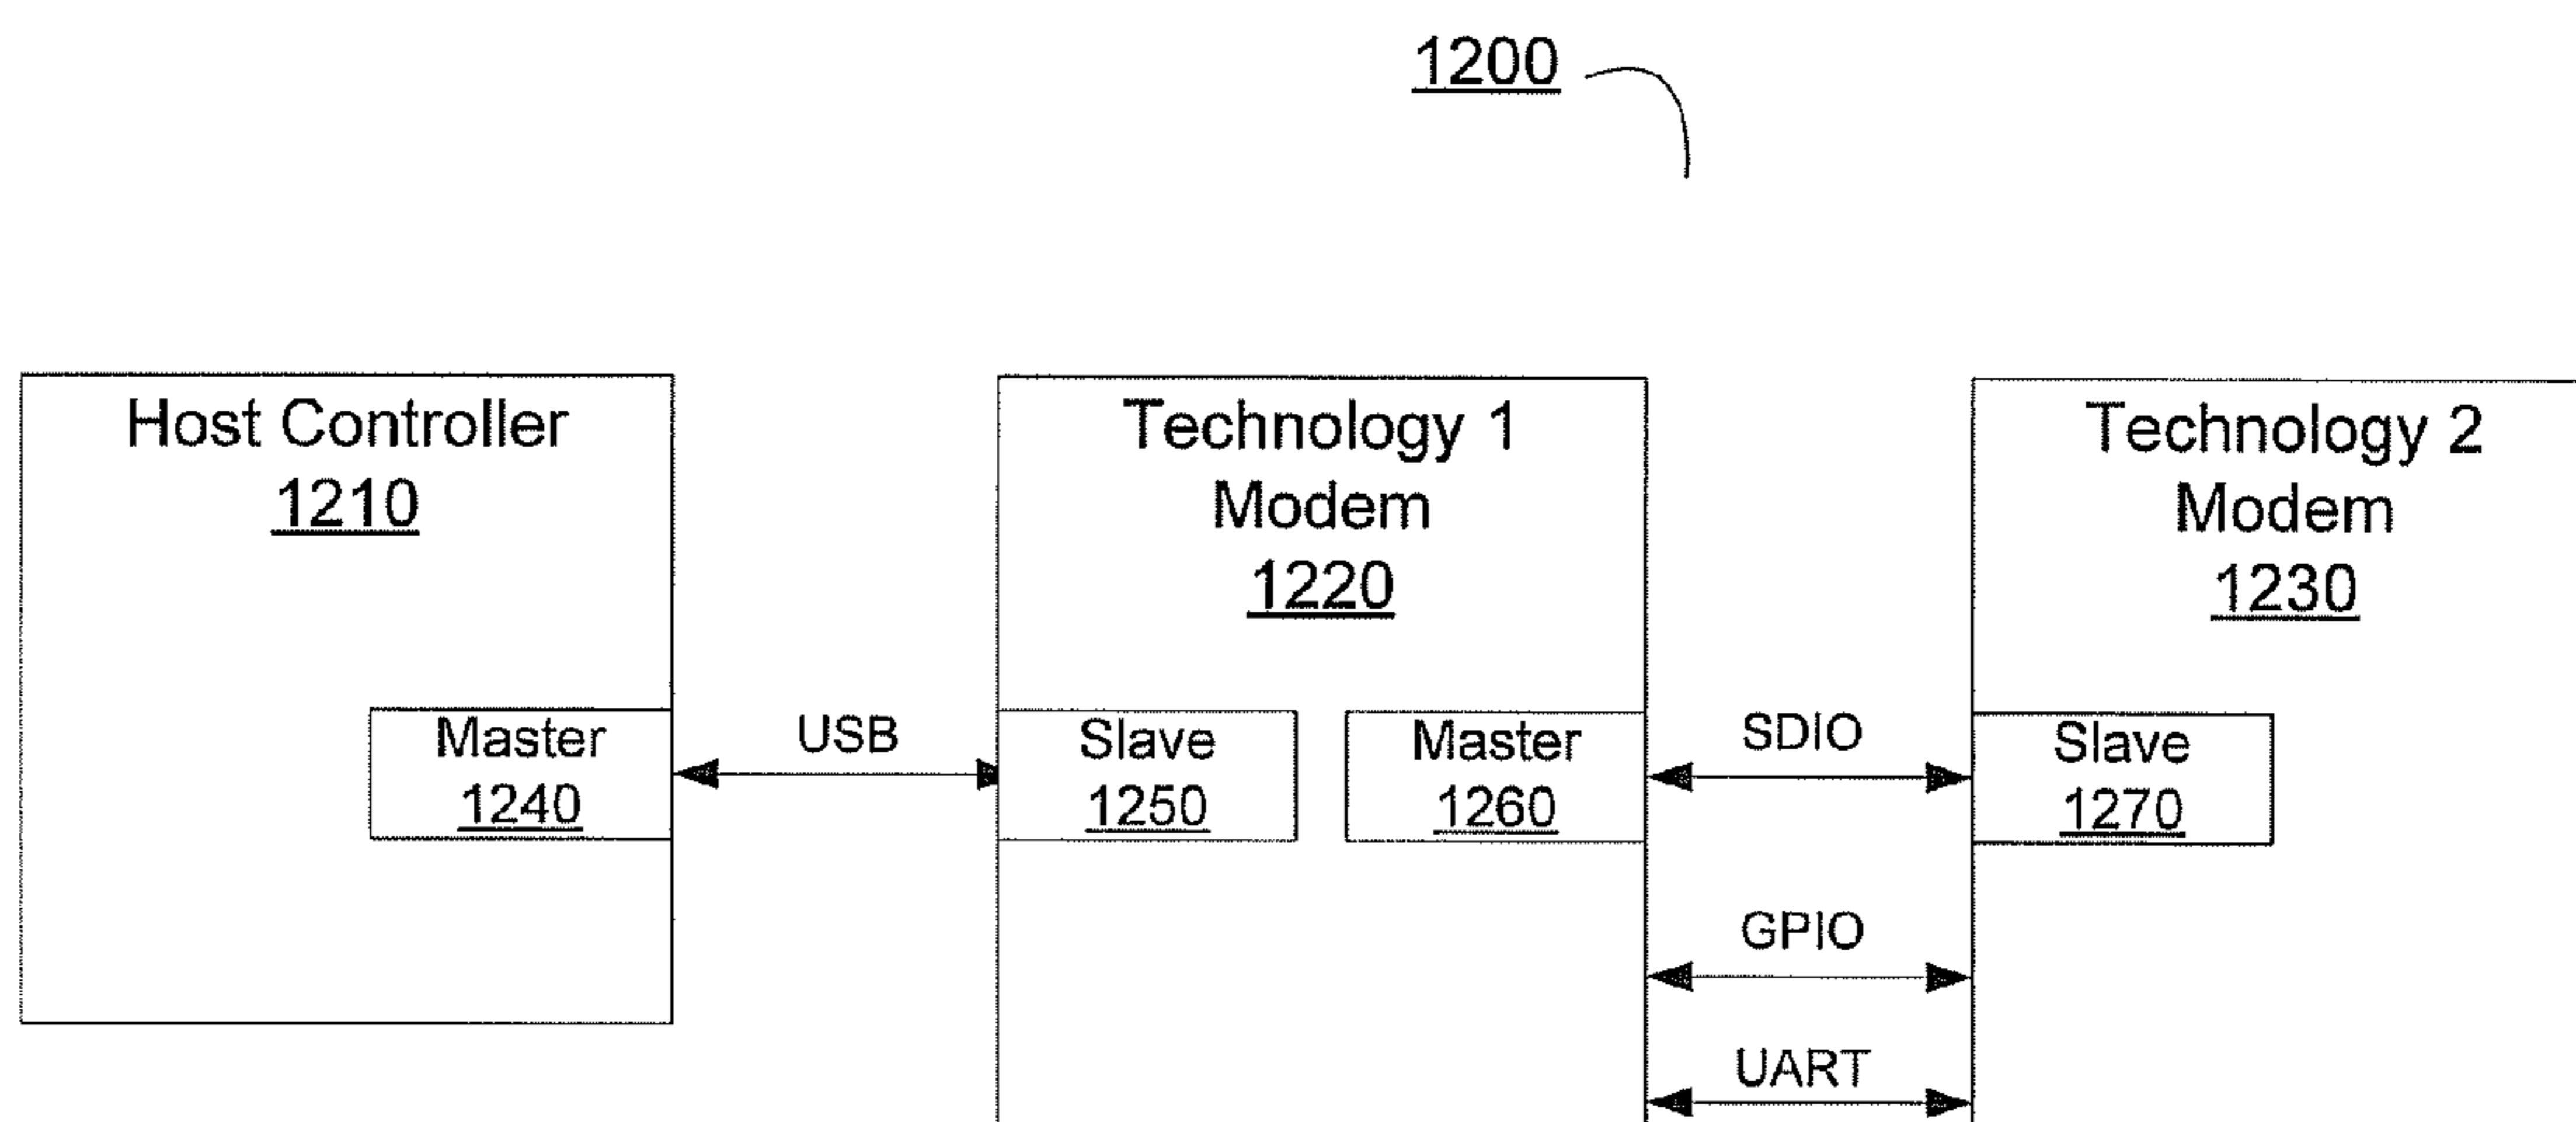 1200
Host Controller
1210
Technology 1
Modem
1220
Technology 2
Modem
1230
Master
1240
USB
Slave
1250
Master
1260
SDIO
Slave
1270
GPIO
UART